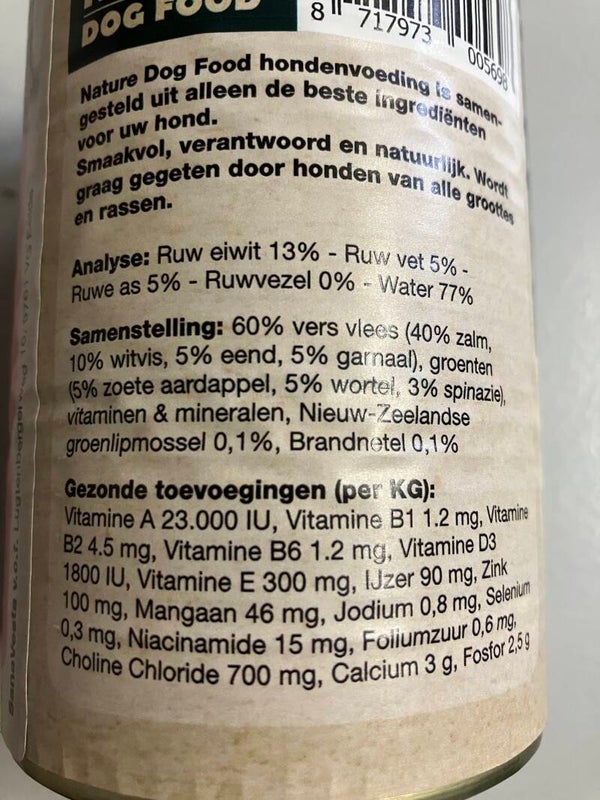 DOG FOOD
8 717973 005698
Nature Dog Food hondenvoeding is samen-
gesteld uit alleen de beste ingrediënten
voor uw hond.
Smaakvol, verantwoord en natuurlijk. Wordt
graag gegeten door honden van alle groottes
en rassen.
Analyse: Ruw eiwit 13% - Ruw vet 5% -
Ruwe as 5% - Ruwvezel 0% - Water 77%
Samenstelling: 60% vers vlees (40% zalm,
10% witvis, 5% eend, 5% garnaal), groenten
(5% zoete aardappel, 5% wortel, 3% spinazie),
vitaminen & mineralen, Nieuw-Zeelandse
groenlipmossel 0,1%, Brandnetel 0,1%
Gezonde toevoegingen (per KG):
Vitamine A 23.000 IU, Vitamine B1 1.2 mg, Vitamine
B2 4.5 mg, Vitamine B6 1.2 mg, Vitamine D3
1800 IU, Vitamine E 300 mg, IJzer 90 mg, Zink
100 mg, Mangaan 46 mg, Jodium 0,8 mg, Selenium
0,3 mg, Niacinamide 15 mg, Foliumzuur 0,6 mg,
Choline Chloride 700 mg, Calcium 3 g, Fosfor 2,5 g